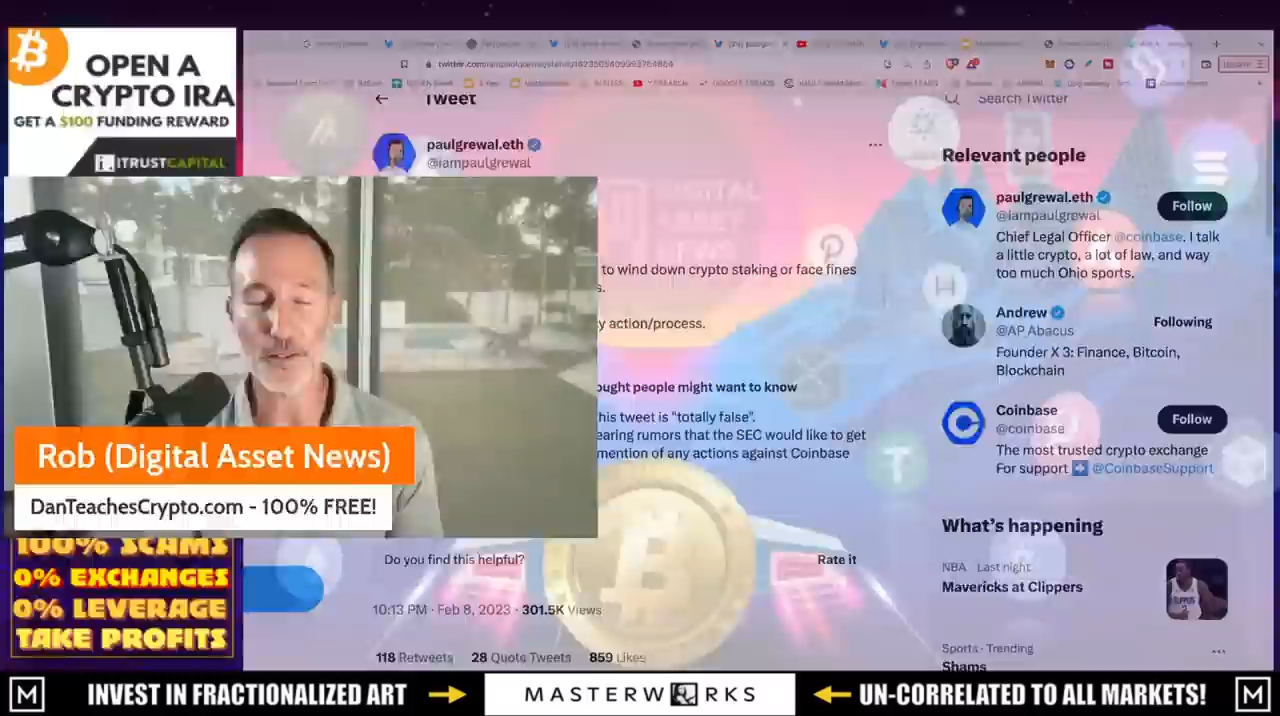 OPEN A
CRYPTO IRA
GET A $100 FUNDING REWARD
ITRUSTCAPITAL
Tweet
Search Twitter
paulgrewal.eth
@iampaulgrewal
to wind down crypto staking or face fines
s.
y action/process.
ought people might want to know
his tweet is "totally false".
earing rumors that the SEC would like to get
mention of any actions against Coinbase
Do you find this helpful?
Rate it
10:13 PM · Feb 8, 2023 · 301.5K Views
118 Retweets 28 Quote Tweets 859 Likes
Relevant people
paulgrewal.eth
@iampaulgrewal
Follow
Chief Legal Officer @coinbase. I talk
a little crypto, a lot of law, and way
too much Ohio sports.
Andrew
@AP_Abacus
Following
Founder X 3: Finance, Bitcoin,
Blockchain
Coinbase
@coinbase
Follow
The most trusted crypto exchange
For support ➡️ @CoinbaseSupport
What's happening
NBA · Last night
Mavericks at Clippers
Sports · Trending
Shams
DIGITAL
ASSET
NEWS
Rob (Digital Asset News)
DanTeachesCrypto.com - 100% FREE!
100% SCAMS
0% EXCHANGES
0% LEVERAGE
TAKE PROFITS
INVEST IN FRACTIONALIZED ART
MASTERWORKS
UN-CORRELATED TO ALL MARKETS!